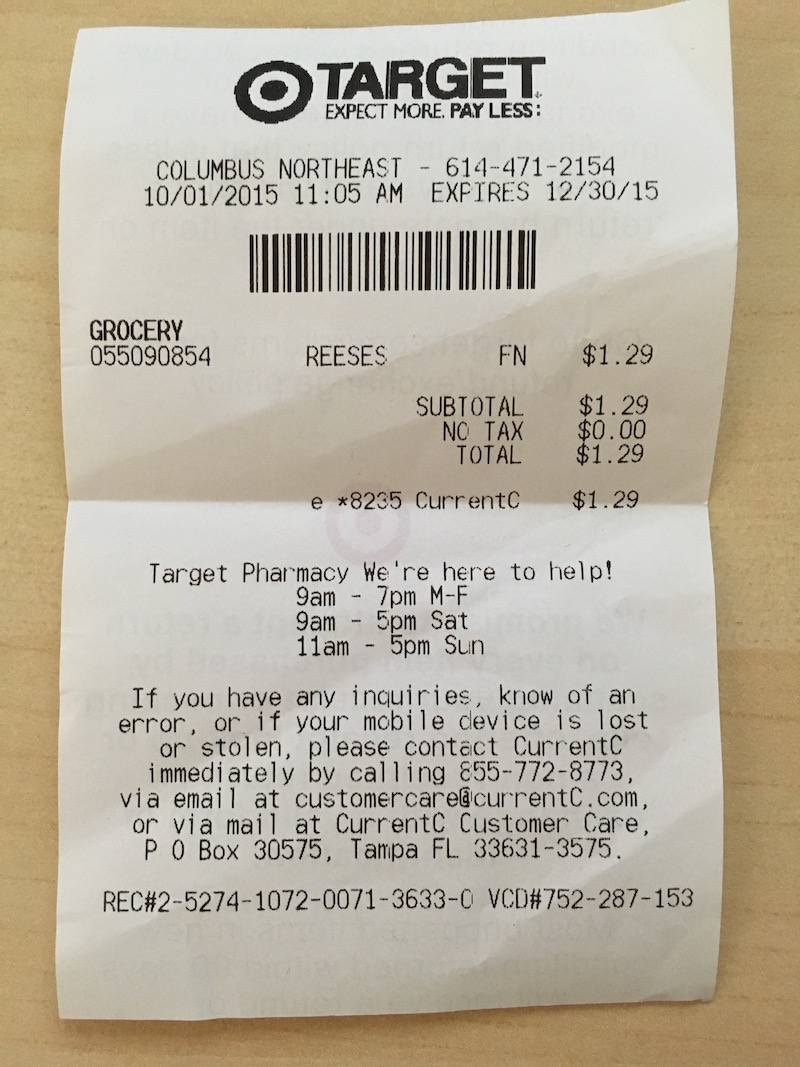 TARGET
EXPECT MORE. PAY LESS:
COLUMBUS NORTHEAST - 614-471-2154
10/01/2015 11:05 AM EXPIRES 12/30/15
GROCERY
055090854 REESES FN $1.29
SUBTOTAL $1.29
NO TAX $0.00
TOTAL $1.29
e *8235 CurrentC $1.29
Target Pharmacy We're here to help!
9am - 7pm M-F
9am - 5pm Sat
11am - 5pm Sun
If you have any inquiries, know of an
error, or if your mobile device is lost
or stolen, please contact CurrentC
immediately by calling 855-772-8773,
via email at customercare@currentC.com,
or via mail at CurrentC Customer Care,
P O Box 30575, Tampa FL 33631-3575.
REC#2-5274-1072-0071-3633-0 VCD#752-287-153